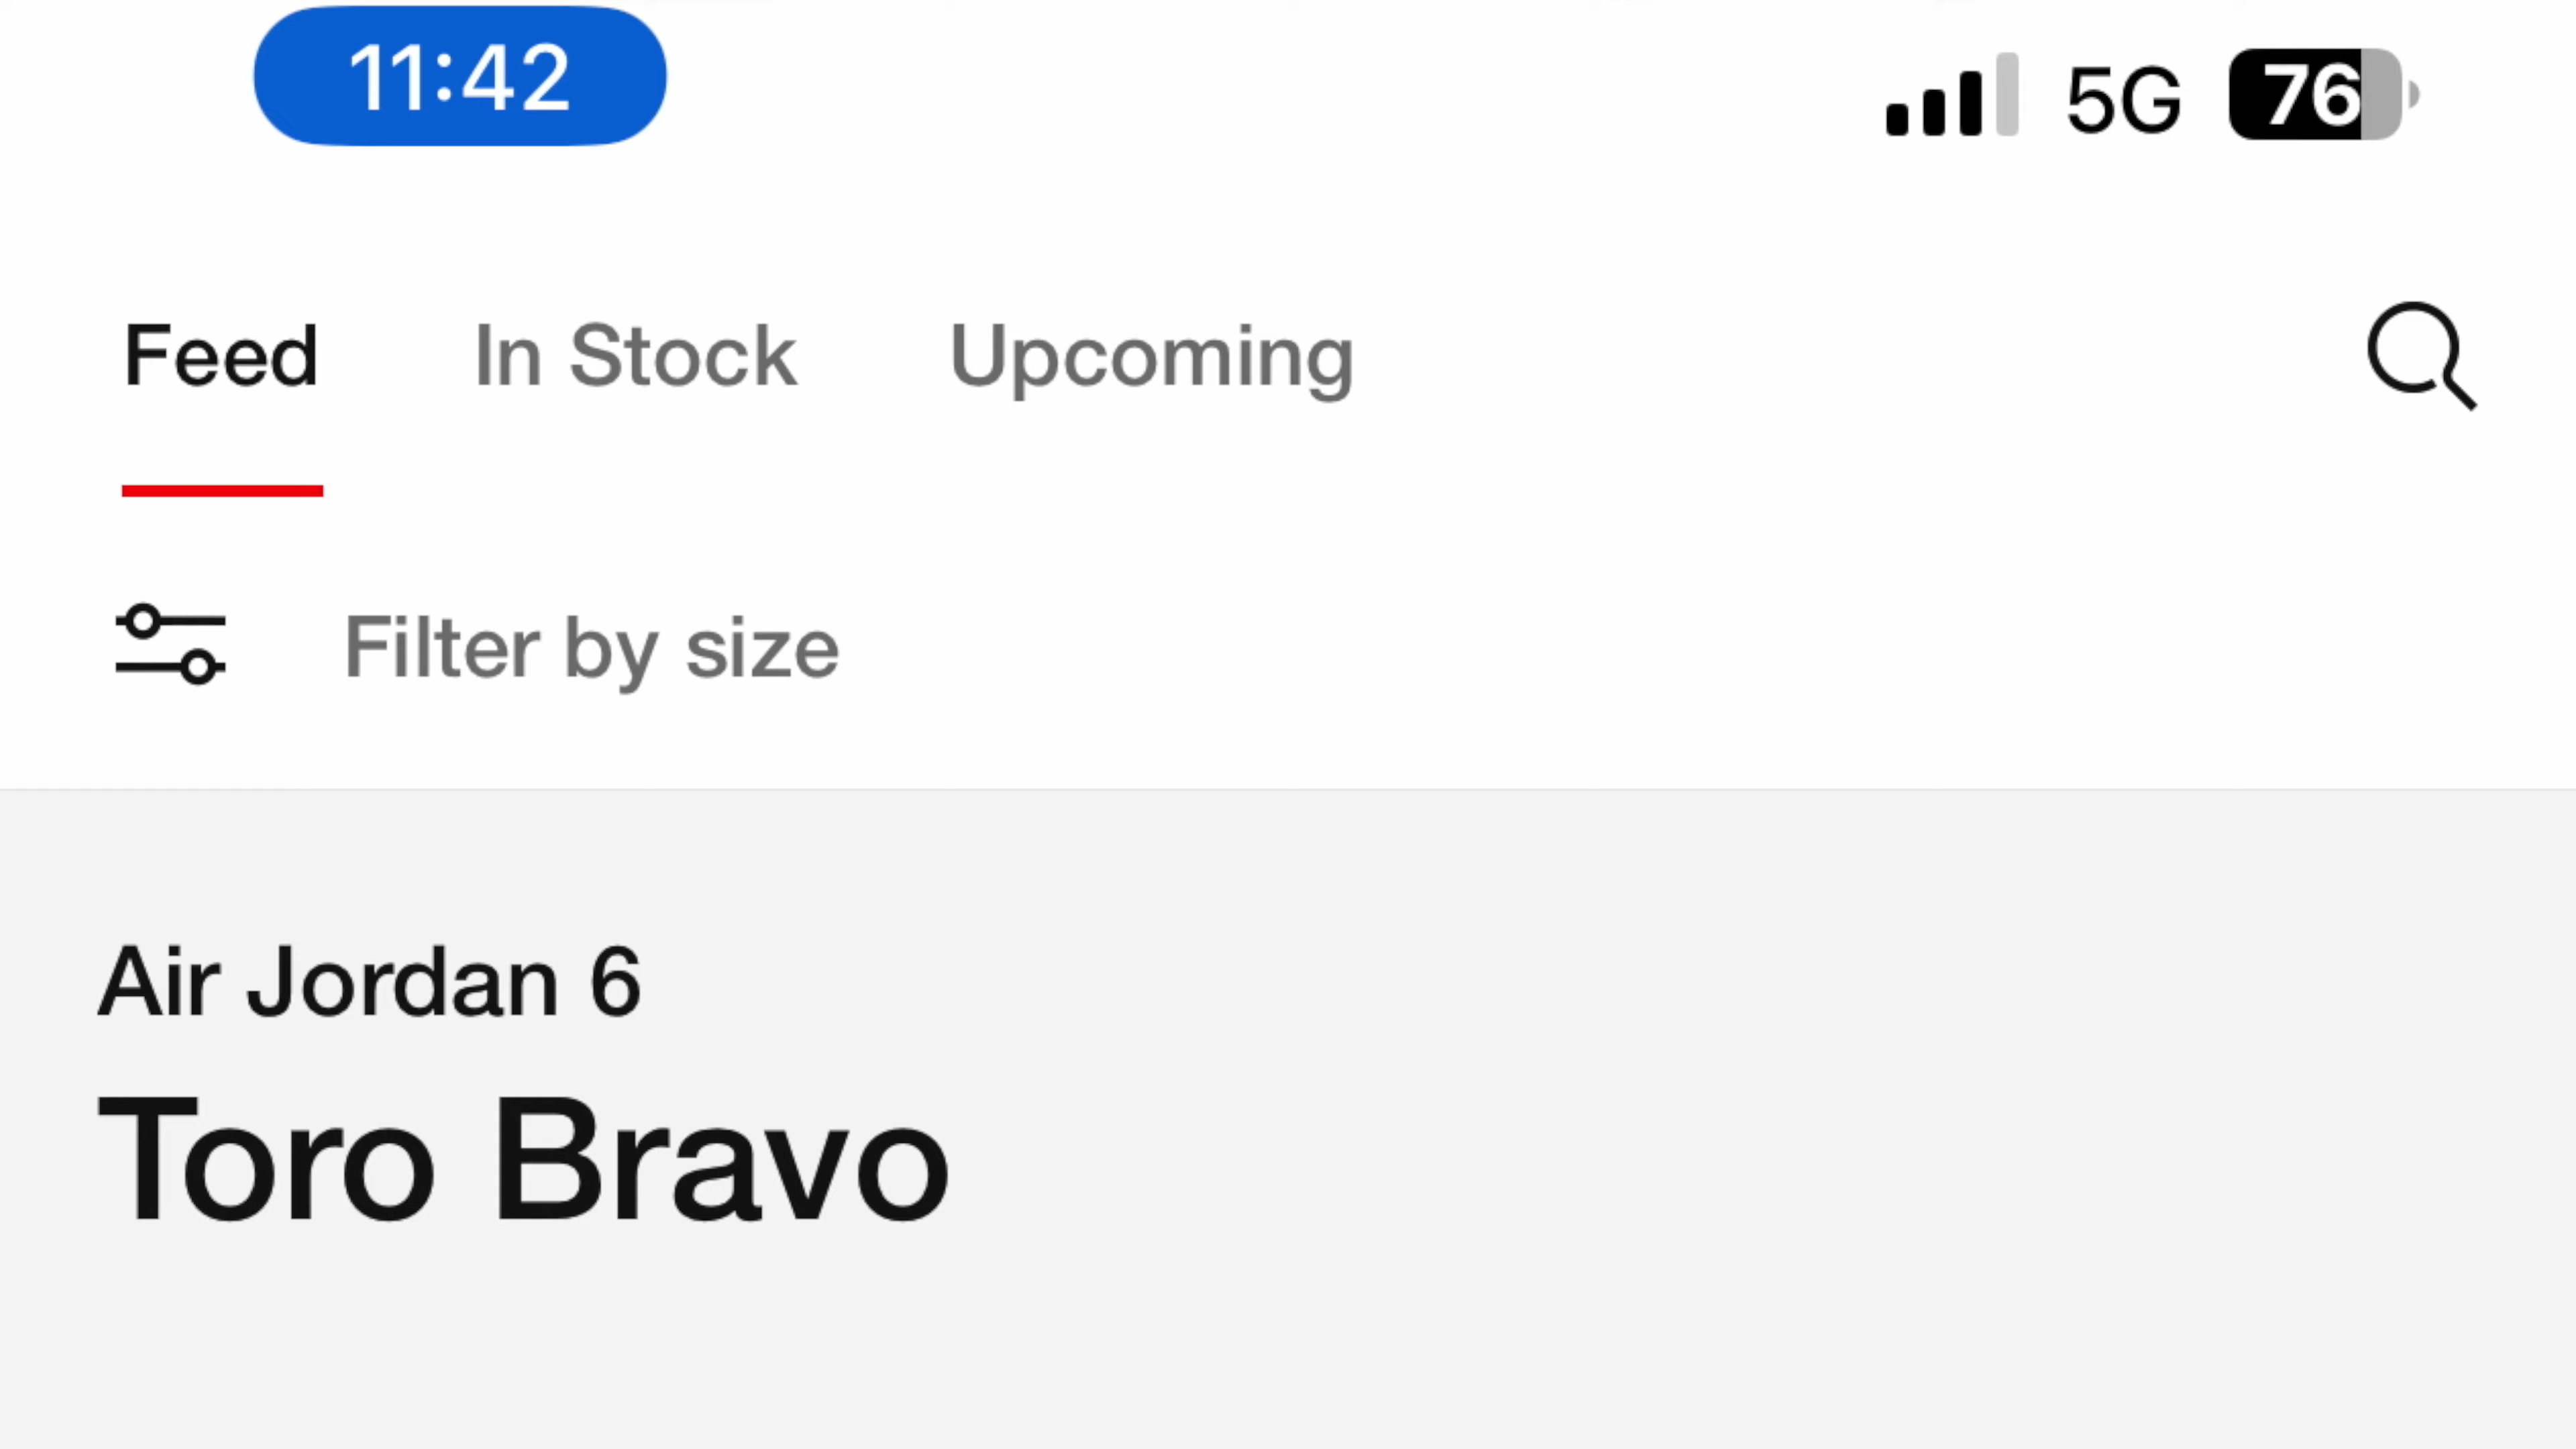 11:42 5G 76
Feed In Stock Upcoming
Filter by size
Air Jordan 6
Toro Bravo